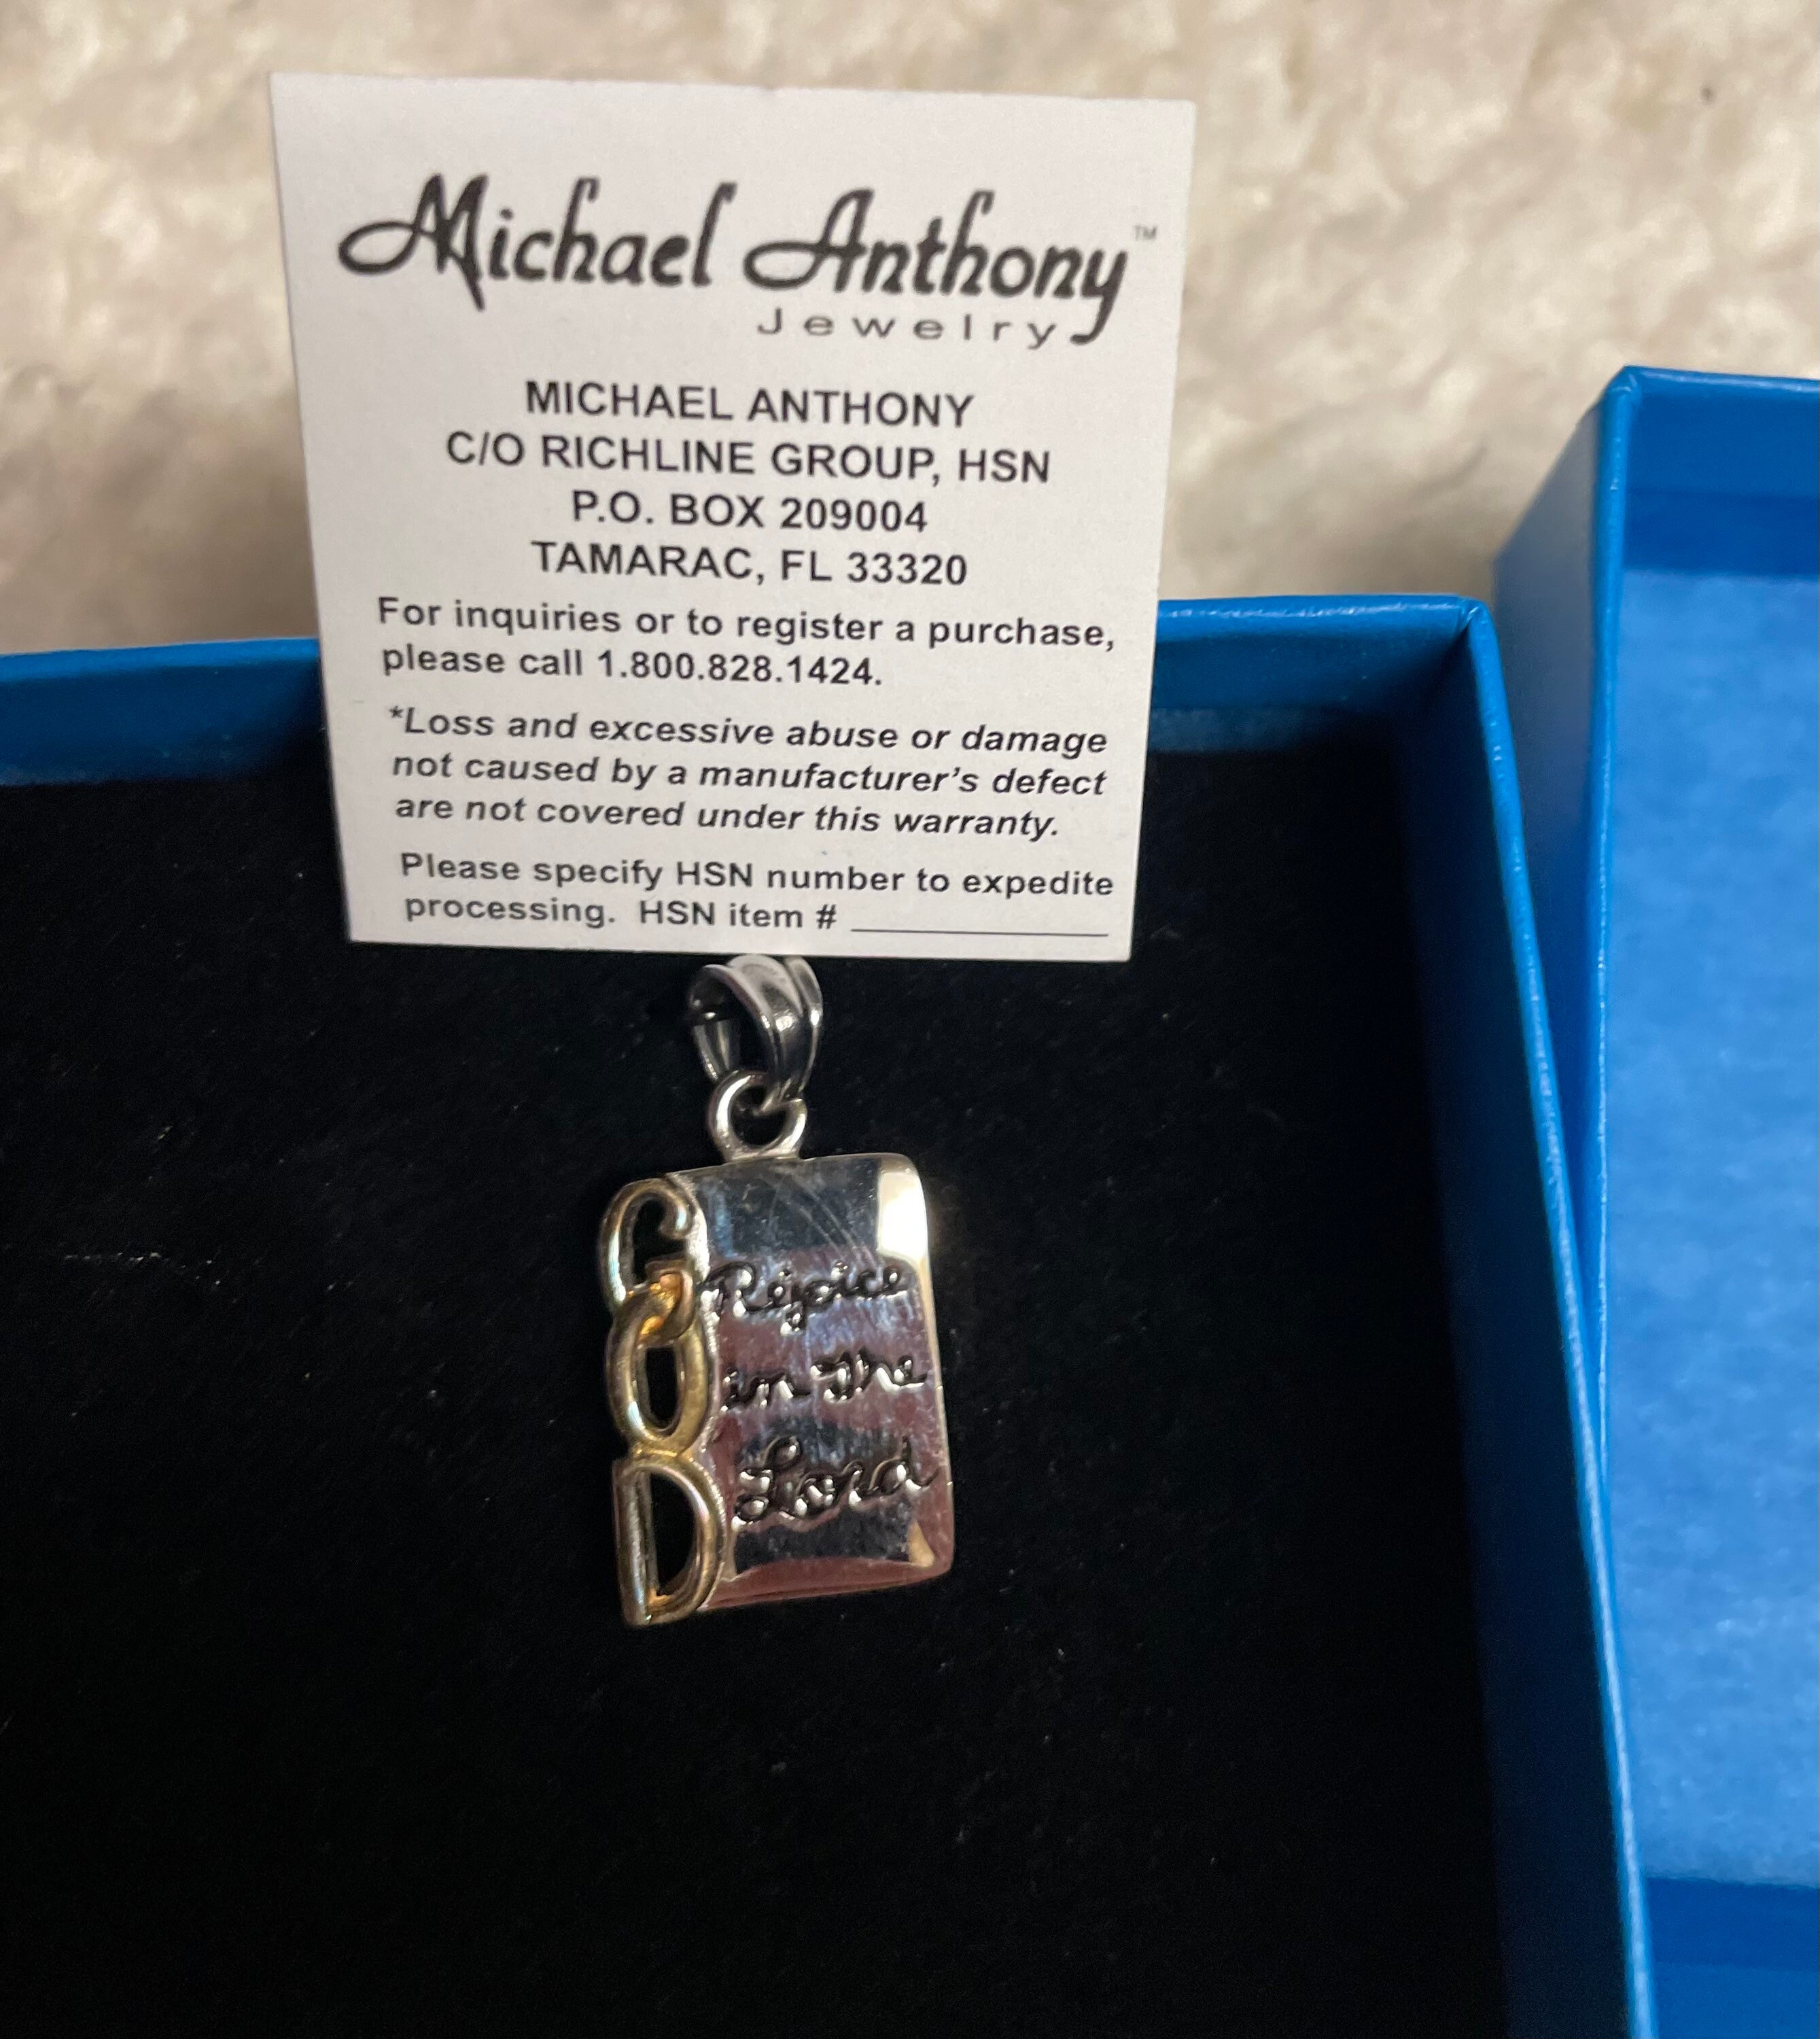 Michael Anthony™
Jewelry
MICHAEL ANTHONY
C/O RICHLINE GROUP, HSN
P.O. BOX 209004
TAMARAC, FL 33320
For inquiries or to register a purchase,
please call 1.800.828.1424.
*Loss and excessive abuse or damage
not caused by a manufacturer's defect
are not covered under this warranty.
Please specify HSN number to expedite
processing. HSN item # ____________
GOD
Rejoice
in the
Lord